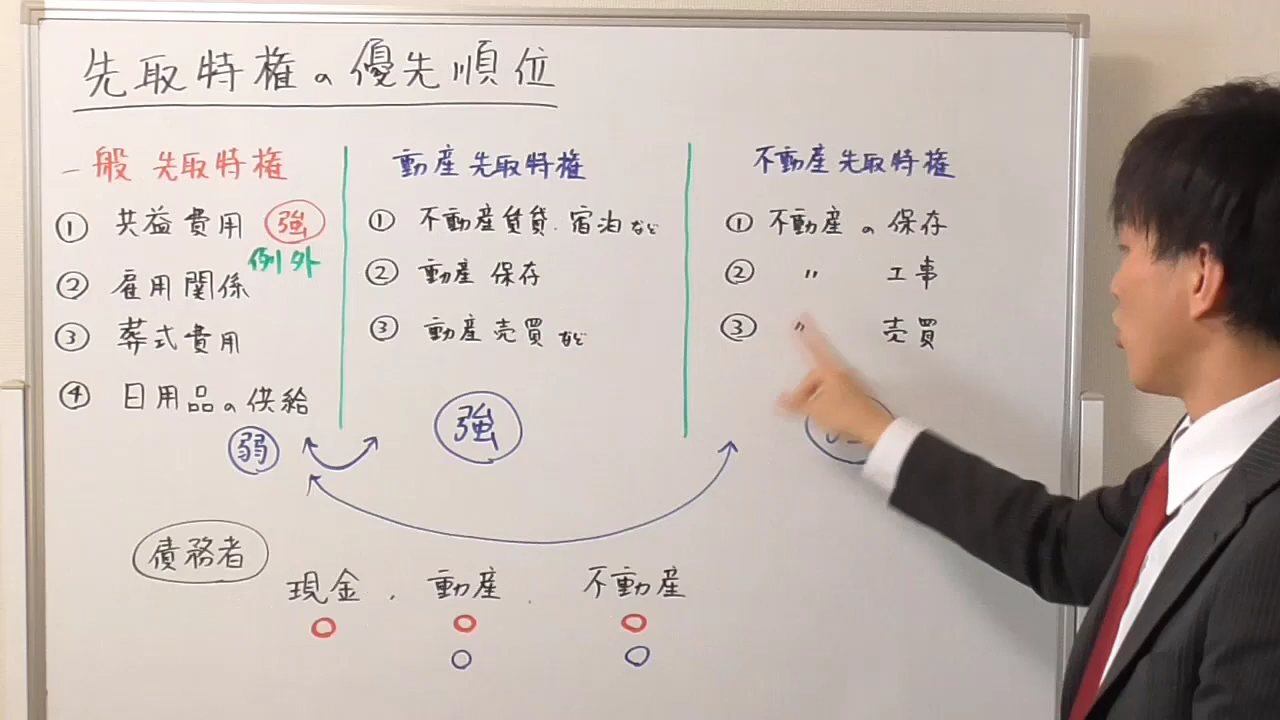 先取特権の優先順位
一般先取特権
① 共益費用 強
例外
② 雇用関係
③ 葬式費用
④ 日用品の供給
弱
動産先取特権
① 不動産賃貸.宿泊など
② 動産保存
③ 動産売買など
強
不動産先取特権
① 不動産の保存
② 〃 工事
③ 〃 売買
債務者
現金、動産、不動産